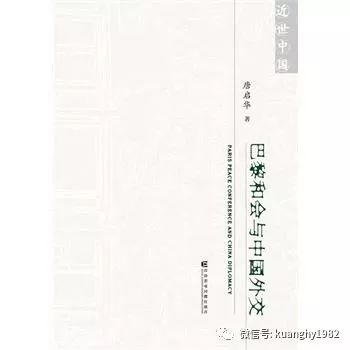 近世中国
唐启华 著
巴黎和会与中国外交
PARIS PEACE CONFERENCE AND CHINA DIPLOMACY
社会科学文献出版社
微信号: kuanghy1982